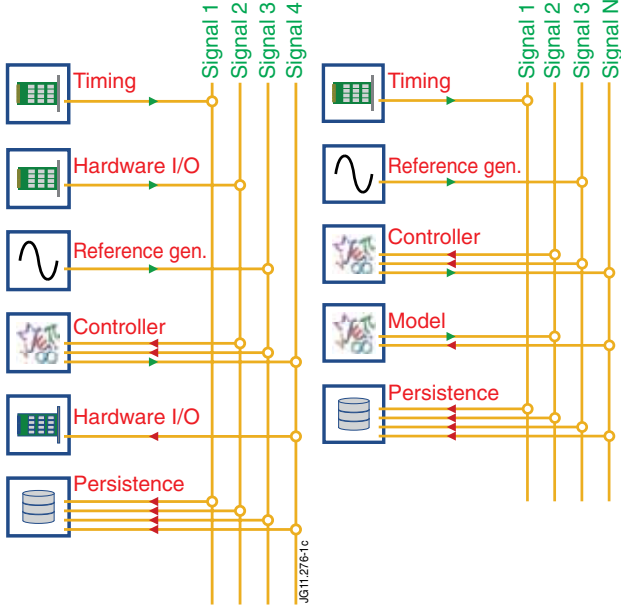 Signal 1
Signal 2
Signal 3
Signal 4
Timing
Hardware I/O
Reference gen.
Controller
Hardware I/O
Persistence
JG11.276-1c
Signal 1
Signal 2
Signal 3
Signal N
Timing
Reference gen.
Controller
Model
Persistence